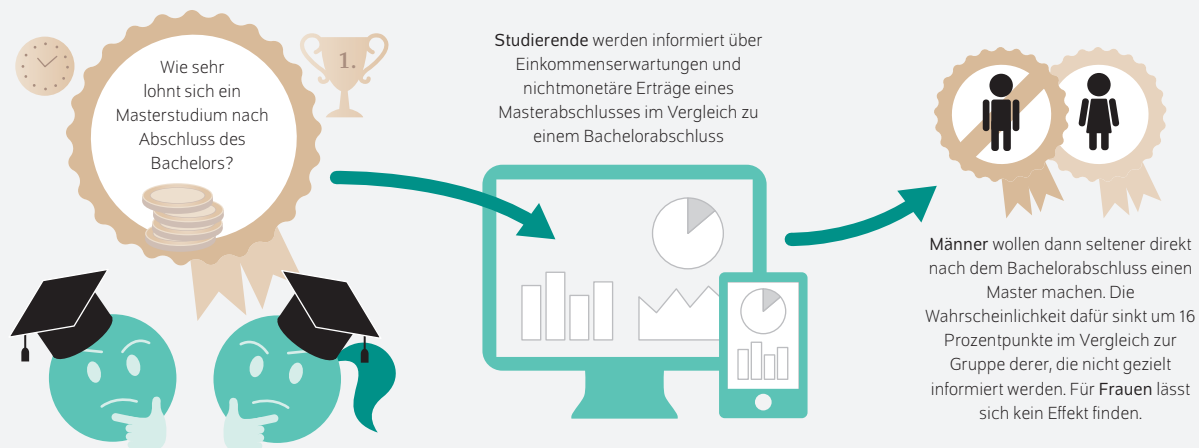 Wie sehr
lohnt sich ein
Masterstudium nach
Abschluss des
Bachelors?
1.
Studierende werden informiert über
Einkommenserwartungen und
nichtmonetäre Erträge eines
Masterabschlusses im Vergleich zu
einem Bachelorabschluss
Männer wollen dann seltener direkt
nach dem Bachelorabschluss einen
Master machen. Die
Wahrscheinlichkeit dafür sinkt um 16
Prozentpunkte im Vergleich zur
Gruppe derer, die nicht gezielt
informiert werden. Für Frauen lässt
sich kein Effekt finden.